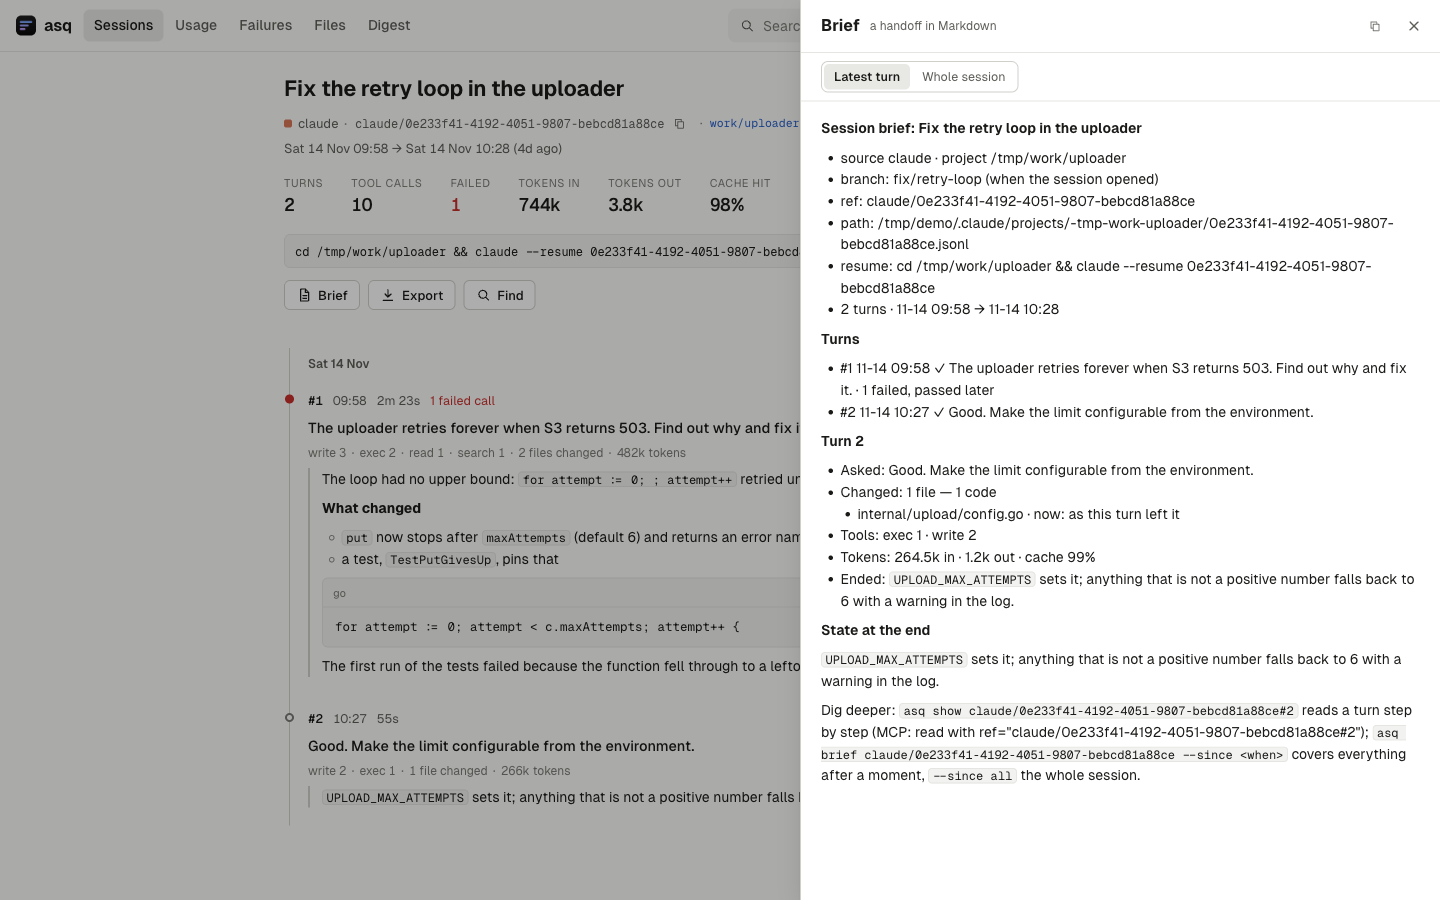 asq
Sessions
Usage
Failures
Files
Digest
Searc
Fix the retry loop in the uploader
claude · claude/0e233f41-4192-4051-9807-bebcd81a88ce · work/uploader
Sat 14 Nov 09:58 → Sat 14 Nov 10:28 (4d ago)
TURNS TOOL CALLS FAILED TOKENS IN TOKENS OUT CACHE HIT
2 10 1 744k 3.8k 98%
cd /tmp/work/uploader && claude --resume 0e233f41-4192-4051-9807-bebcd
Brief
Export
Find
Sat 14 Nov
#1 09:58 2m 23s 1 failed call
The uploader retries forever when S3 returns 503. Find out why and fix i
write 3 · exec 2 · read 1 · search 1 · 2 files changed · 482k tokens
The loop had no upper bound: for attempt := 0; ; attempt++ retried un
What changed
put now stops after maxAttempts (default 6) and returns an error nam
a test, TestPutGivesUp, pins that
go
for attempt := 0; attempt < c.maxAttempts; attempt++ {
The first run of the tests failed because the function fell through to a lefto
#2 10:27 55s
Good. Make the limit configurable from the environment.
write 2 · exec 1 · 1 file changed · 266k tokens
UPLOAD_MAX_ATTEMPTS sets it; anything that is not a positive number falls
Brief a handoff in Markdown
Latest turn
Whole session
Session brief: Fix the retry loop in the uploader
• source claude · project /tmp/work/uploader
• branch: fix/retry-loop (when the session opened)
• ref: claude/0e233f41-4192-4051-9807-bebcd81a88ce
• path: /tmp/demo/.claude/projects/-tmp-work-uploader/0e233f41-4192-4051-9807-
bebcd81a88ce.jsonl
• resume: cd /tmp/work/uploader && claude --resume 0e233f41-4192-4051-9807-
bebcd81a88ce
• 2 turns · 11-14 09:58 → 11-14 10:28
Turns
• #1 11-14 09:58 ✓ The uploader retries forever when S3 returns 503. Find out why and fix
it. · 1 failed, passed later
• #2 11-14 10:27 ✓ Good. Make the limit configurable from the environment.
Turn 2
• Asked: Good. Make the limit configurable from the environment.
• Changed: 1 file — 1 code
• internal/upload/config.go · now: as this turn left it
• Tools: exec 1 · write 2
• Tokens: 264.5k in · 1.2k out · cache 99%
• Ended: UPLOAD_MAX_ATTEMPTS sets it; anything that is not a positive number falls back to
6 with a warning in the log.
State at the end
UPLOAD_MAX_ATTEMPTS sets it; anything that is not a positive number falls back to 6 with a
warning in the log.
Dig deeper: asq show claude/0e233f41-4192-4051-9807-bebcd81a88ce#2 reads a turn step
by step (MCP: read with ref="claude/0e233f41-4192-4051-9807-bebcd81a88ce#2"); asq
brief claude/0e233f41-4192-4051-9807-bebcd81a88ce --since <when> covers everything
after a moment, --since all the whole session.